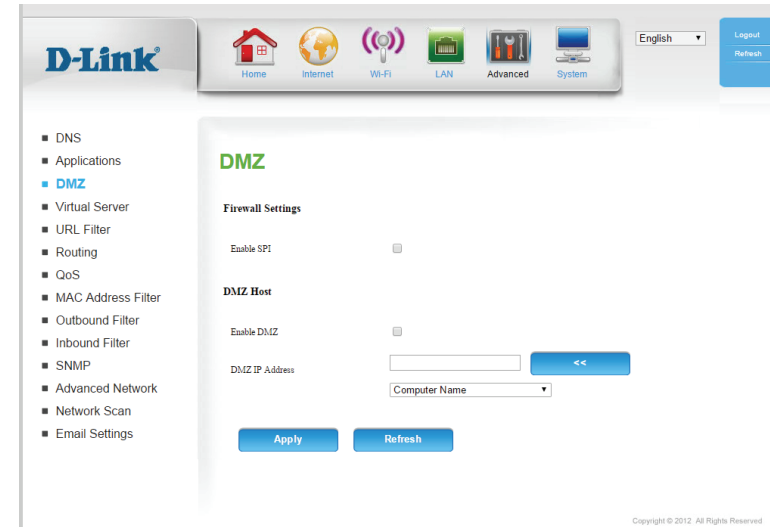 D-Link
Home Internet Wi-Fi LAN Advanced System
English
Logout
Refresh
DNS
Applications
DMZ
Virtual Server
URL Filter
Routing
QoS
MAC Address Filter
Outbound Filter
Inbound Filter
SNMP
Advanced Network
Network Scan
Email Settings
DMZ
Firewall Settings
Enable SPI
DMZ Host
Enable DMZ
DMZ IP Address <<
Computer Name
Apply Refresh
Copyright © 2012 All Rights Reserved